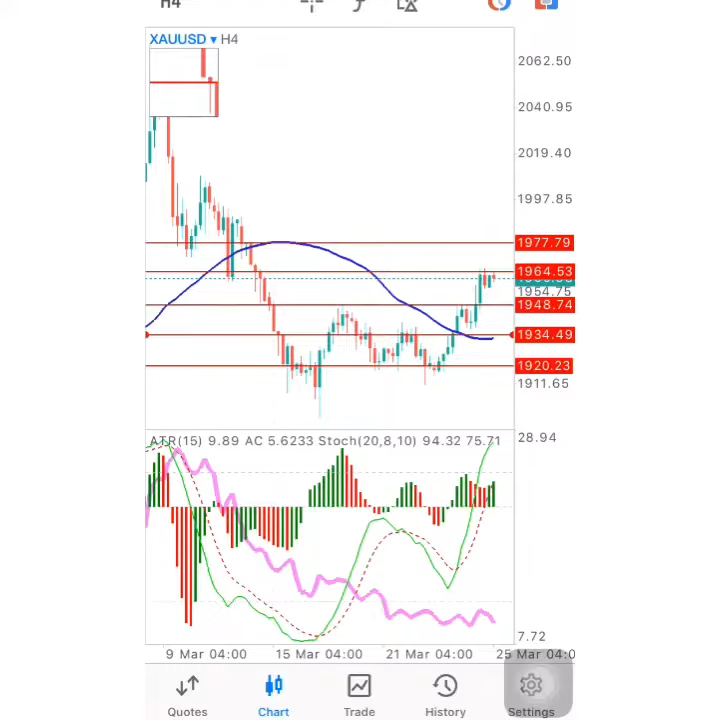 H4
XAUUSD ▾ H4
2062.50
2040.95
2019.40
1997.85
1977.79
1964.53
1954.75
1948.74
1934.49
1920.23
1911.65
ATR(15) 9.89 AC 5.6233 Stoch(20,8,10) 94.32 75.71
28.94
7.72
9 Mar 04:00 15 Mar 04:00 21 Mar 04:00 25 Mar 04:0
Quotes Chart Trade History Settings